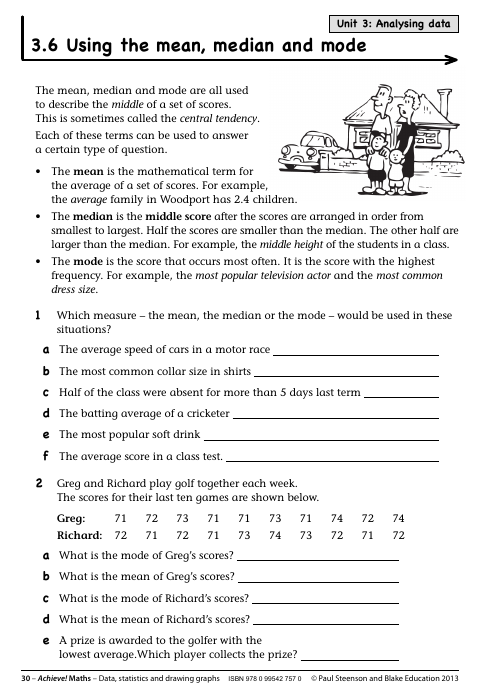 Unit 3: Analysing data
3.6 Using the mean, median and mode
The mean, median and mode are all used
to describe the middle of a set of scores.
This is sometimes called the central tendency.
Each of these terms can be used to answer
a certain type of question.
• The mean is the mathematical term for
the average of a set of scores. For example,
the average family in Woodport has 2.4 children.
• The median is the middle score after the scores are arranged in order from
smallest to largest. Half the scores are smaller than the median. The other half are
larger than the median. For example, the middle height of the students in a class.
• The mode is the score that occurs most often. It is the score with the highest
frequency. For example, the most popular television actor and the most common
dress size.
1 Which measure – the mean, the median or the mode – would be used in these
situations?
a The average speed of cars in a motor race
b The most common collar size in shirts
c Half of the class were absent for more than 5 days last term
d The batting average of a cricketer
e The most popular soft drink
f The average score in a class test.
2 Greg and Richard play golf together each week.
The scores for their last ten games are shown below.
Greg: 71 72 73 71 71 73 71 74 72 74
Richard: 72 71 72 71 73 74 73 72 71 72
a What is the mode of Greg's scores?
b What is the mean of Greg's scores?
c What is the mode of Richard's scores?
d What is the mean of Richard's scores?
e A prize is awarded to the golfer with the
lowest average.Which player collects the prize?
30 – Achieve! Maths – Data, statistics and drawing graphs ISBN 978 0 99542 757 0 © Paul Steenson and Blake Education 2013